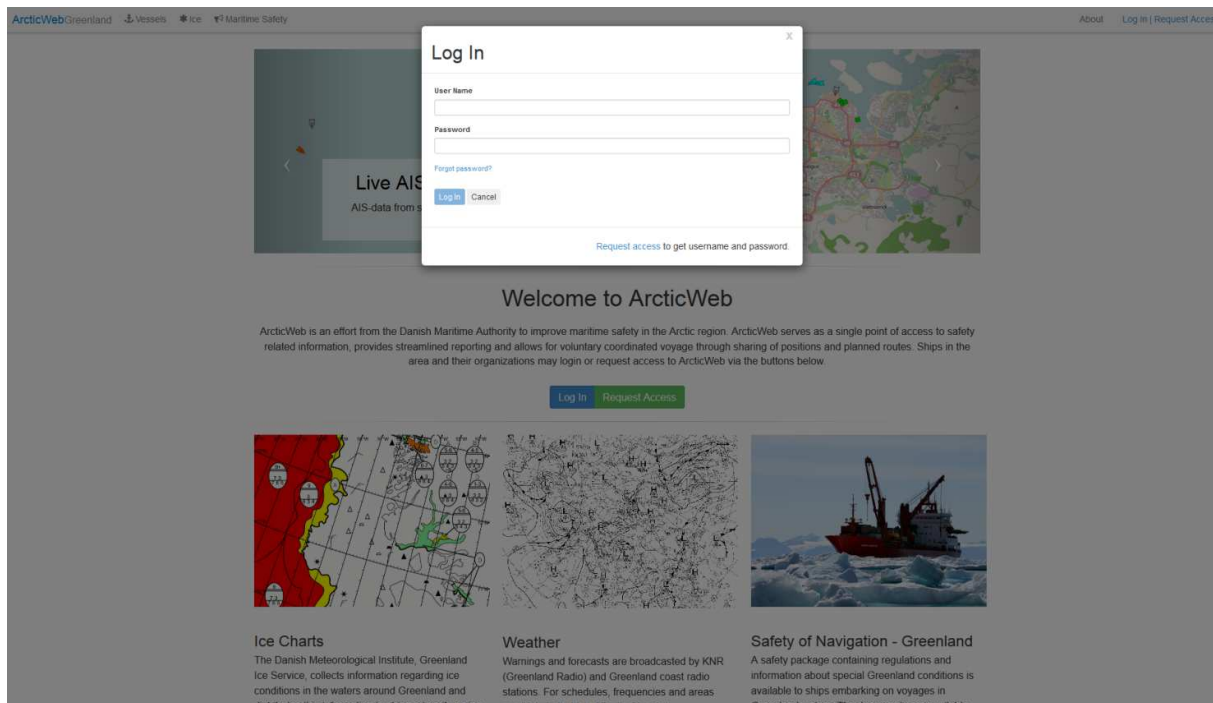 ArcticWebGreenland Vessels Ice Maritime Safety About Log In | Request Acces
X
Log In
User Name
Password
Forgot password?
Log In Cancel
Request access to get username and password.
Live AIS
AIS-data from s
Welcome to ArcticWeb
ArcticWeb is an effort from the Danish Maritime Authority to improve maritime safety in the Arctic region. ArcticWeb serves as a single point of access to safety
related information, provides streamlined reporting and allows for voluntary coordinated voyage through sharing of positions and planned routes. Ships in the
area and their organizations may login or request access to ArcticWeb via the buttons below.
Log In Request Access
Ice Charts
The Danish Meteorological Institute, Greenland
Ice Service, collects information regarding ice
conditions in the waters around Greenland and
Weather
Warnings and forecasts are broadcasted by KNR
(Greenland Radio) and Greenland coast radio
stations. For schedules, frequencies and areas
Safety of Navigation - Greenland
A safety package containing regulations and
information about special Greenland conditions is
available to ships embarking on voyages in